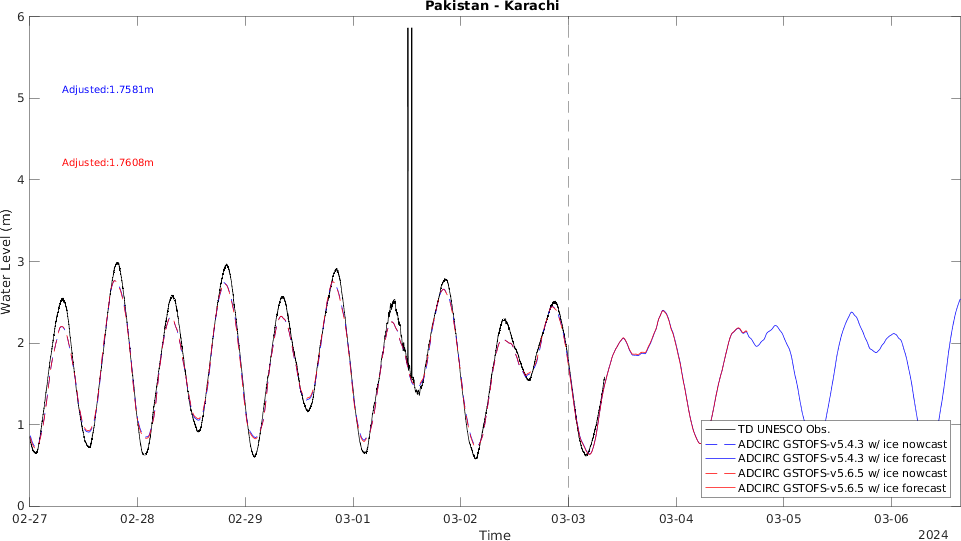 Pakistan - Karachi
6
Adjusted:1.7581m
5
Adjusted:1.7608m
4
3
2
1
0
Water Level (m)
TD UNESCO Obs.
ADCIRC GSTOFS-v5.4.3 w/ ice nowcast
ADCIRC GSTOFS-v5.4.3 w/ ice forecast
ADCIRC GSTOFS-v5.6.5 w/ ice nowcast
ADCIRC GSTOFS-v5.6.5 w/ ice forecast
02-27 02-28 02-29 03-01 03-02 03-03 03-04 03-05 03-06
Time
2024